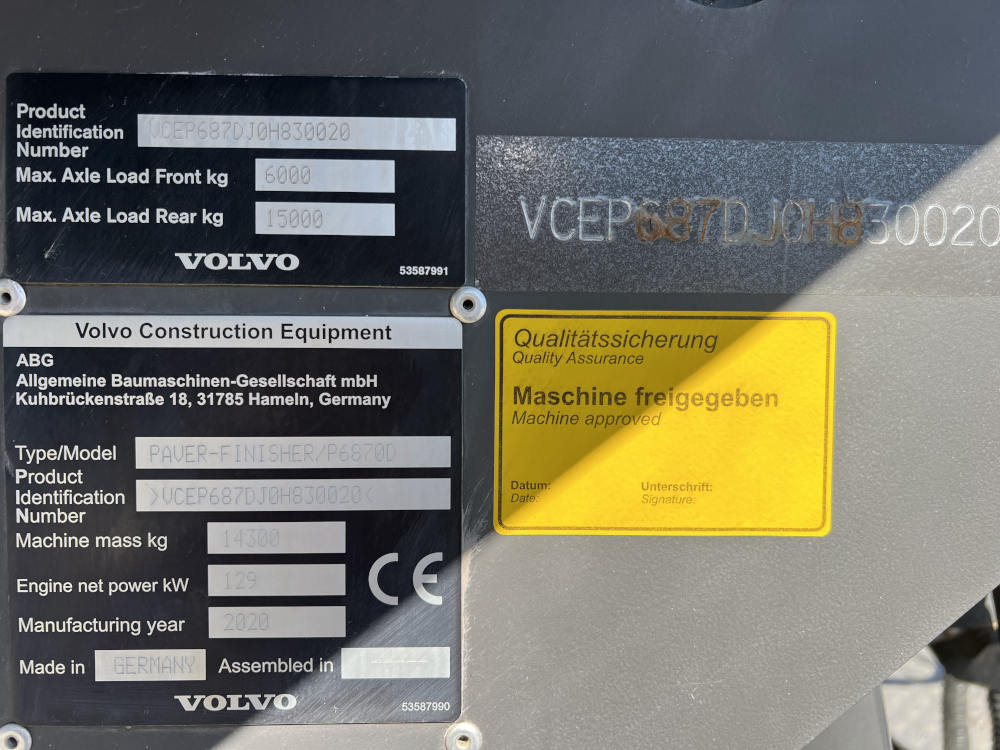 Product
Identification VCEP687DJ0H830020
Number
Max. Axle Load Front kg 6000
Max. Axle Load Rear kg 15000
VOLVO
53587991
VCEP687DJ0H830020
Volvo Construction Equipment
ABG
Allgemeine Baumaschinen-Gesellschaft mbH
Kuhbrückenstraße 18, 31785 Hameln, Germany
Type/Model PAVER-FINISHER/P6870D
Product
Identification >VCEP687DJ0H830020<
Number
Machine mass kg 14300
Engine net power kW 129
CE
Manufacturing year 2020
Made in GERMANY Assembled in -----
VOLVO
53587990
Qualitätssicherung
Quality Assurance
Maschine freigegeben
Machine approved
Datum: Unterschrift:
Date: Signature: